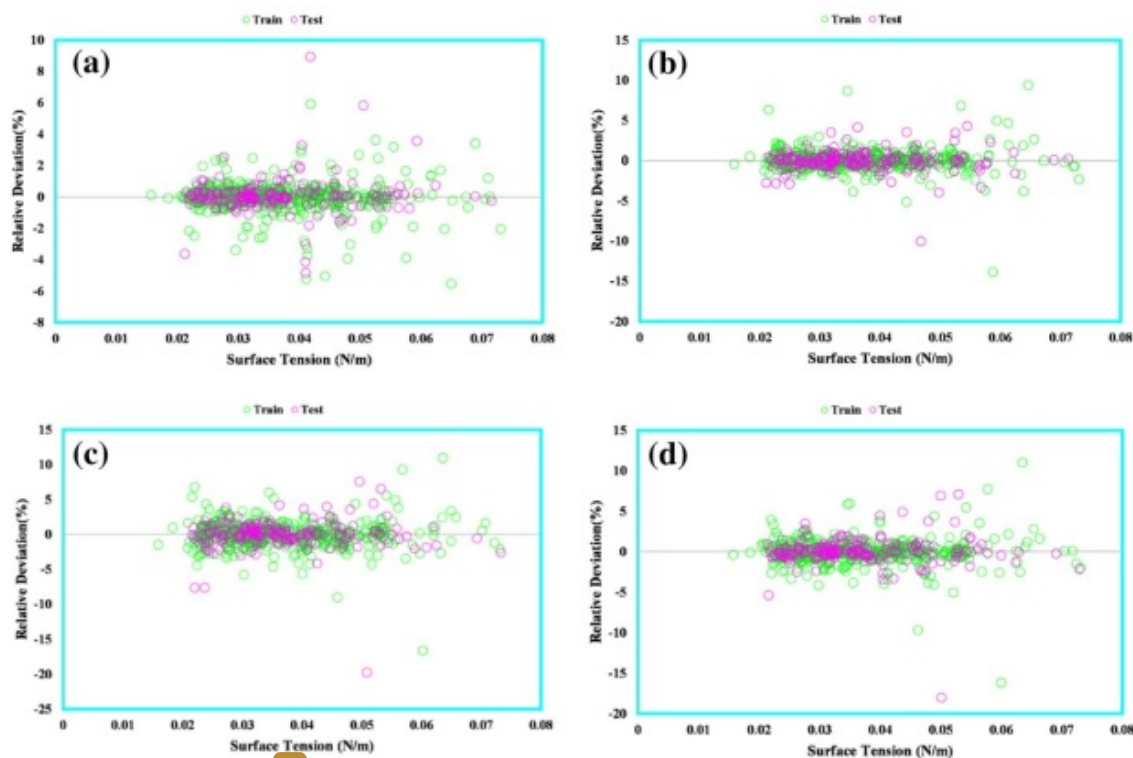 Train Test
(a)
Relative Deviation(%)
10
8
6
4
2
0
-2
-4
-6
-8
0 0.01 0.02 0.03 0.04 0.05 0.06 0.07 0.08
Surface Tension (N/m)
Train Test
(b)
Relative Deviation(%)
15
10
5
0
-5
-10
-15
-20
0 0.01 0.02 0.03 0.04 0.05 0.06 0.07 0.08
Surface Tension (N/m)
Train Test
(c)
Relative Deviation(%)
15
10
5
0
-5
-10
-15
-20
-25
0 0.01 0.02 0.03 0.04 0.05 0.06 0.07 0.08
Surface Tension (N/m)
Train Test
(d)
Relative Deviation(%)
15
10
5
0
-5
-10
-15
-20
0 0.01 0.02 0.03 0.04 0.05 0.06 0.07 0.08
Surface Tension (N/m)